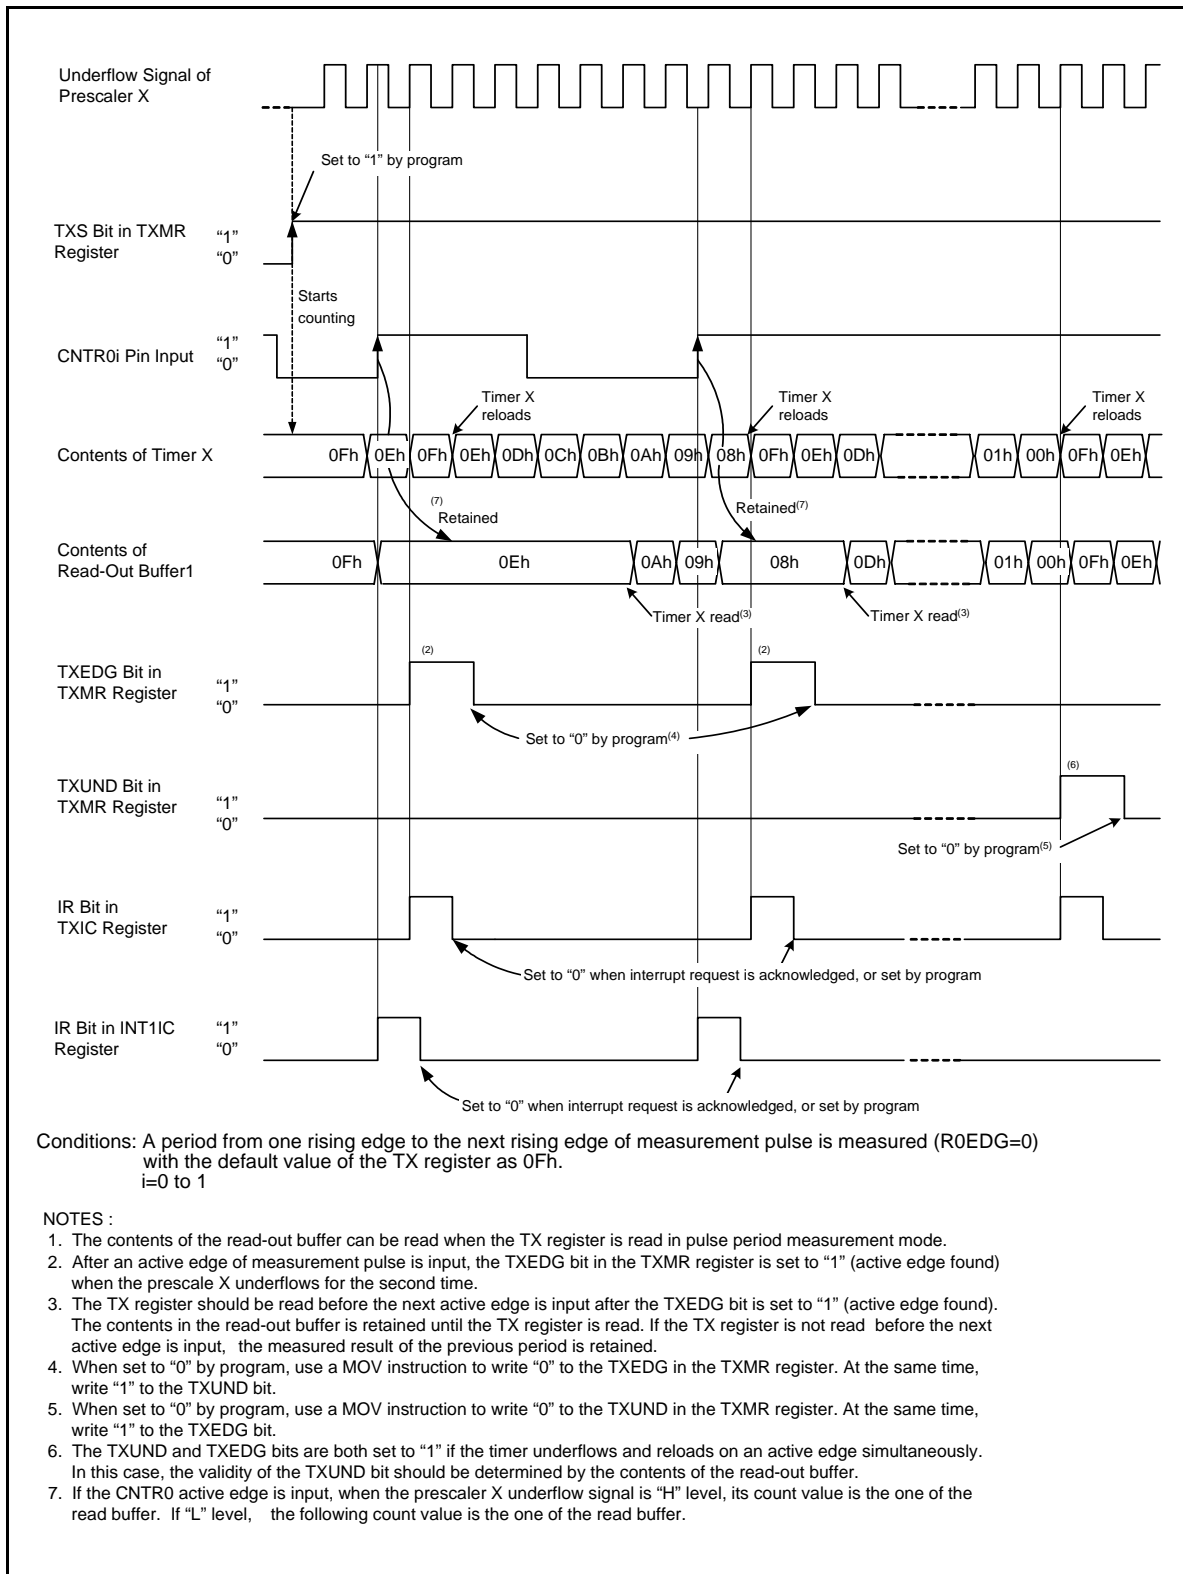 Underflow Signal of
Prescaler X
Set to “1” by program
TXS Bit in TXMR
Register
“1”
“0”
Starts
counting
CNTR0i Pin Input
“1”
“0”
Timer X
reloads
Timer X
reloads
Timer X
reloads
Contents of Timer X
0Fh 0Eh 0Fh 0Eh 0Dh 0Ch 0Bh 0Ah 09h 08h 0Fh 0Eh 0Dh 01h 00h 0Fh 0Eh
(7)
Retained
Retained(7)
Contents of
Read-Out Buffer1
0Fh 0Eh 0Ah 09h 08h 0Dh 01h 00h 0Fh 0Eh
Timer X read(3)
Timer X read(3)
(2)
(2)
TXEDG Bit in
TXMR Register
“1”
“0”
Set to “0” by program(4)
(6)
TXUND Bit in
TXMR Register
“1”
“0”
Set to “0” by program(5)
IR Bit in
TXIC Register
“1”
“0”
Set to “0” when interrupt request is acknowledged, or set by program
IR Bit in INT1IC
Register
“1”
“0”
Set to “0” when interrupt request is acknowledged, or set by program
Conditions: A period from one rising edge to the next rising edge of measurement pulse is measured (R0EDG=0)
with the default value of the TX register as 0Fh.
i=0 to 1
NOTES :
1. The contents of the read-out buffer can be read when the TX register is read in pulse period measurement mode.
2. After an active edge of measurement pulse is input, the TXEDG bit in the TXMR register is set to “1” (active edge found)
when the prescale X underflows for the second time.
3. The TX register should be read before the next active edge is input after the TXEDG bit is set to “1” (active edge found).
The contents in the read-out buffer is retained until the TX register is read. If the TX register is not read before the next
active edge is input, the measured result of the previous period is retained.
4. When set to “0” by program, use a MOV instruction to write “0” to the TXEDG in the TXMR register. At the same time,
write “1” to the TXUND bit.
5. When set to “0” by program, use a MOV instruction to write “0” to the TXUND in the TXMR register. At the same time,
write “1” to the TXEDG bit.
6. The TXUND and TXEDG bits are both set to “1” if the timer underflows and reloads on an active edge simultaneously.
In this case, the validity of the TXUND bit should be determined by the contents of the read-out buffer.
7. If the CNTR0 active edge is input, when the prescaler X underflow signal is “H” level, its count value is the one of the
read buffer. If “L” level, the following count value is the one of the read buffer.